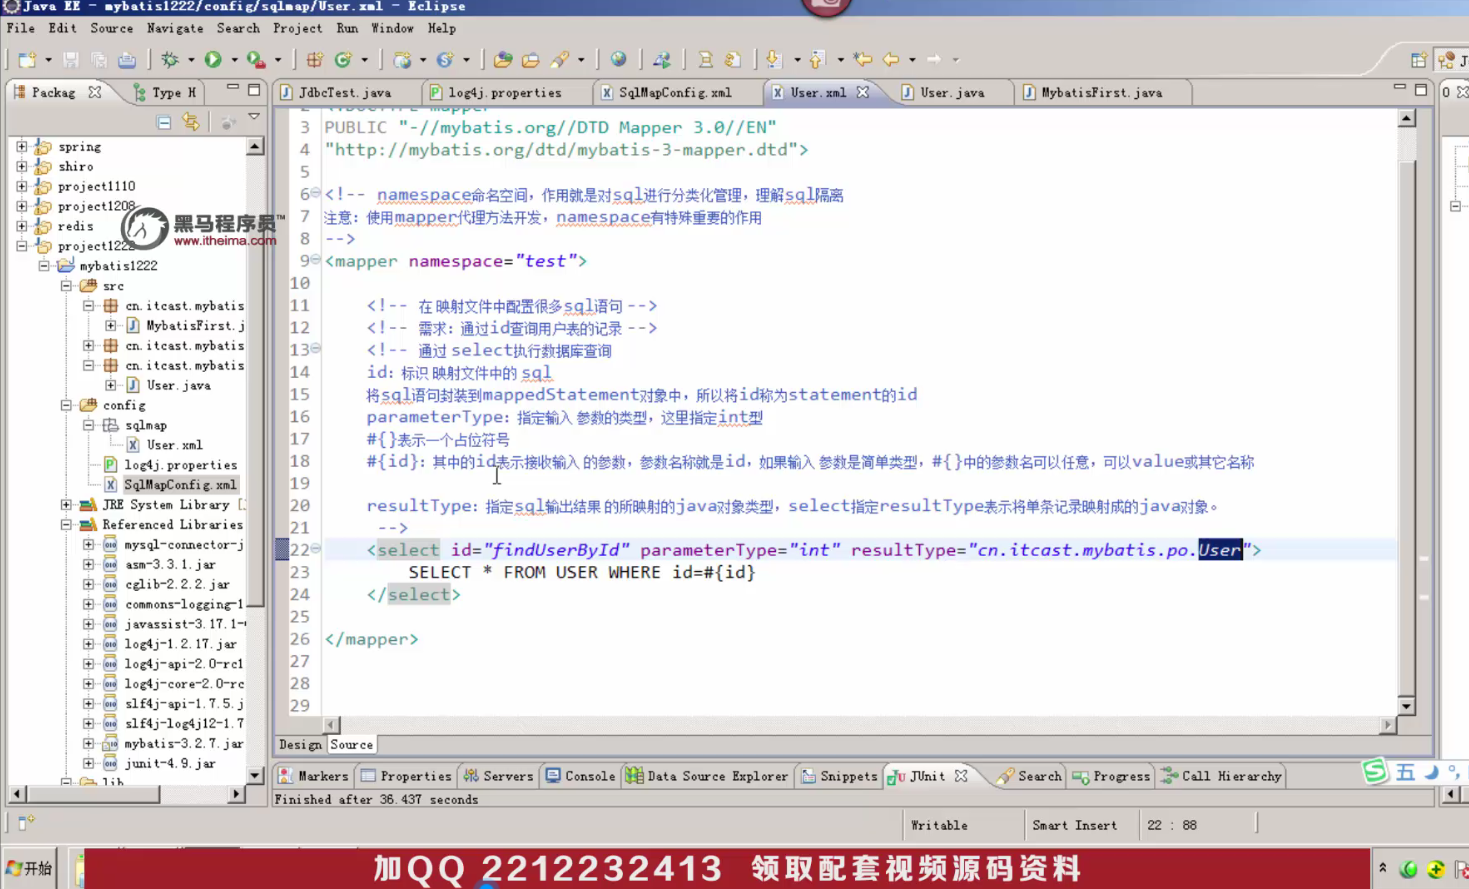 Java EE - mybatis1222/config/sqlmap/User.xml - Eclipse
File Edit Source Navigate Search Project Run Window Help
Packag Type H JdbcTest.java log4j.properties SqlMapConfig.xml User.xml User.java MybatisFirst.java
spring
shiro
project1110
project1208
redis
project1222
黑马程序员™
www.itheima.com
mybatis1222
src
cn.itcast.mybatis
MybatisFirst.j
cn.itcast.mybatis
cn.itcast.mybatis
User.java
config
sqlmap
User.xml
log4j.properties
SqlMapConfig.xml
JRE System Library [
Referenced Libraries
mysql-connector-j
asm-3.3.1.jar
cglib-2.2.2.jar
commons-logging-1
javassist-3.17.1-
log4j-1.2.17.jar
log4j-api-2.0-rc1
log4j-core-2.0-rc
slf4j-api-1.7.5.j
slf4j-log4j12-1.7
mybatis-3.2.7.jar
junit-4.9.jar
lib
2 <!DOCTYPE mapper
3 PUBLIC "-//mybatis.org//DTD Mapper 3.0//EN"
4 "http://mybatis.org/dtd/mybatis-3-mapper.dtd">
5
6 <!-- namespace命名空间，作用就是对sql进行分类化管理，理解sql隔离
7 注意：使用mapper代理方法开发，namespace有特殊重要的作用
8 -->
9 <mapper namespace="test">
10
11 <!-- 在 映射文件中配置很多sql语句 -->
12 <!-- 需求：通过id查询用户表的记录 -->
13 <!-- 通过 select执行数据库查询
14 id：标识 映射文件中的 sql
15 将sql语句封装到mappedStatement对象中，所以将id称为statement的id
16 parameterType：指定输入 参数的类型，这里指定int型
17 #{}表示一个占位符号
18 #{id}：其中的id表示接收输入 的参数，参数名称就是id，如果输入 参数是简单类型，#{}中的参数名可以任意，可以value或其它名称
19
20 resultType：指定sql输出结果 的所映射的java对象类型，select指定resultType表示将单条记录映射成的java对象。
21 -->
22 <select id="findUserById" parameterType="int" resultType="cn.itcast.mybatis.po.User">
23 SELECT * FROM USER WHERE id=#{id}
24 </select>
25
26 </mapper>
27
28
29
Design Source
Markers Properties Servers Console Data Source Explorer Snippets JUnit Search Progress Call Hierarchy
Finished after 36.437 seconds
五
Writable Smart Insert 22 : 88
开始
加QQ 2212232413 领取配套视频源码资料